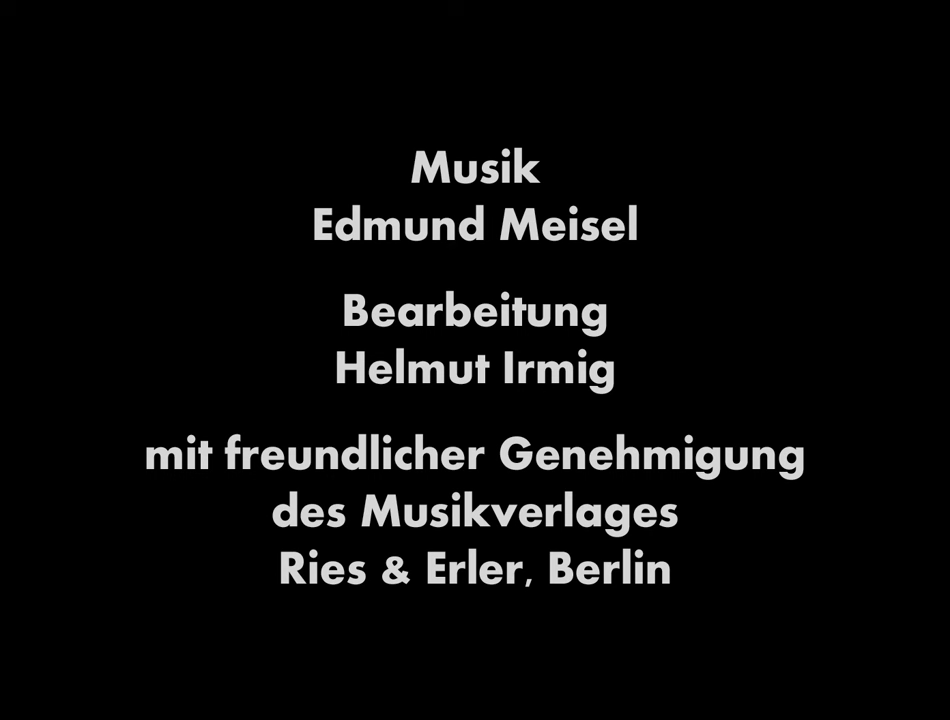 Musik
Edmund Meisel
Bearbeitung
Helmut Irmig
mit freundlicher Genehmigung
des Musikverlages
Ries & Erler, Berlin